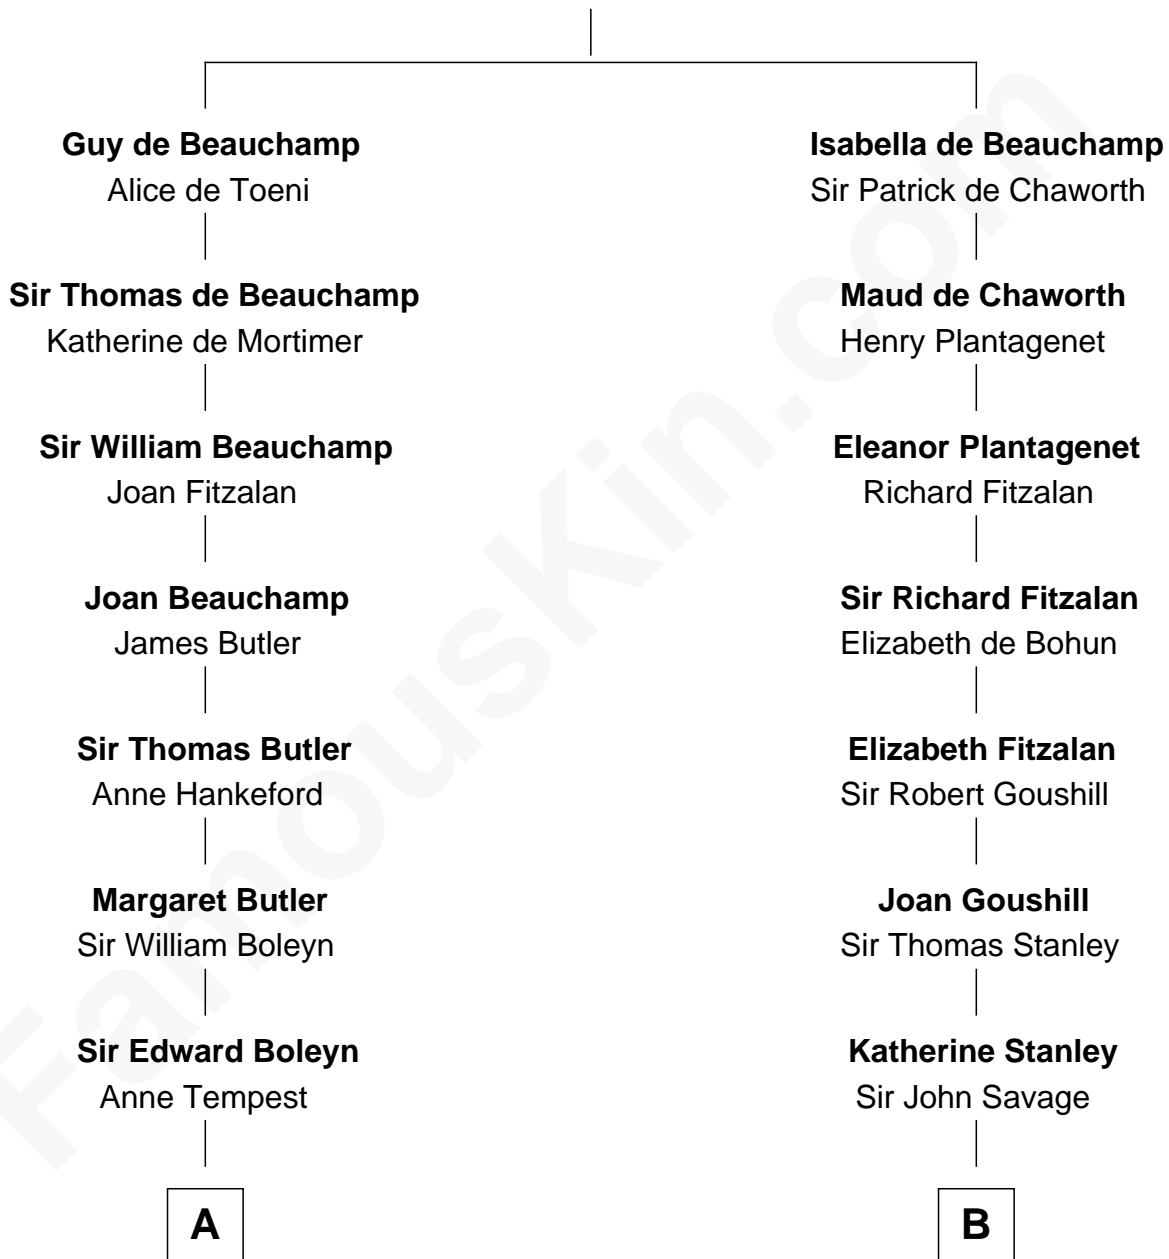 Guy de Beauchamp
Alice de Toeni
Sir Thomas de Beauchamp
Katherine de Mortimer
Sir William Beauchamp
Joan Fitzalan
Joan Beauchamp
James Butler
Sir Thomas Butler
Anne Hankeford
Margaret Butler
Sir William Boleyn
Sir Edward Boleyn
Anne Tempest
A
Isabella de Beauchamp
Sir Patrick de Chaworth
Maud de Chaworth
Henry Plantagenet
Eleanor Plantagenet
Richard Fitzalan
Sir Richard Fitzalan
Elizabeth de Bohun
Elizabeth Fitzalan
Sir Robert Goushill
Joan Goushill
Sir Thomas Stanley
Katherine Stanley
Sir John Savage
B
FamousKin.com